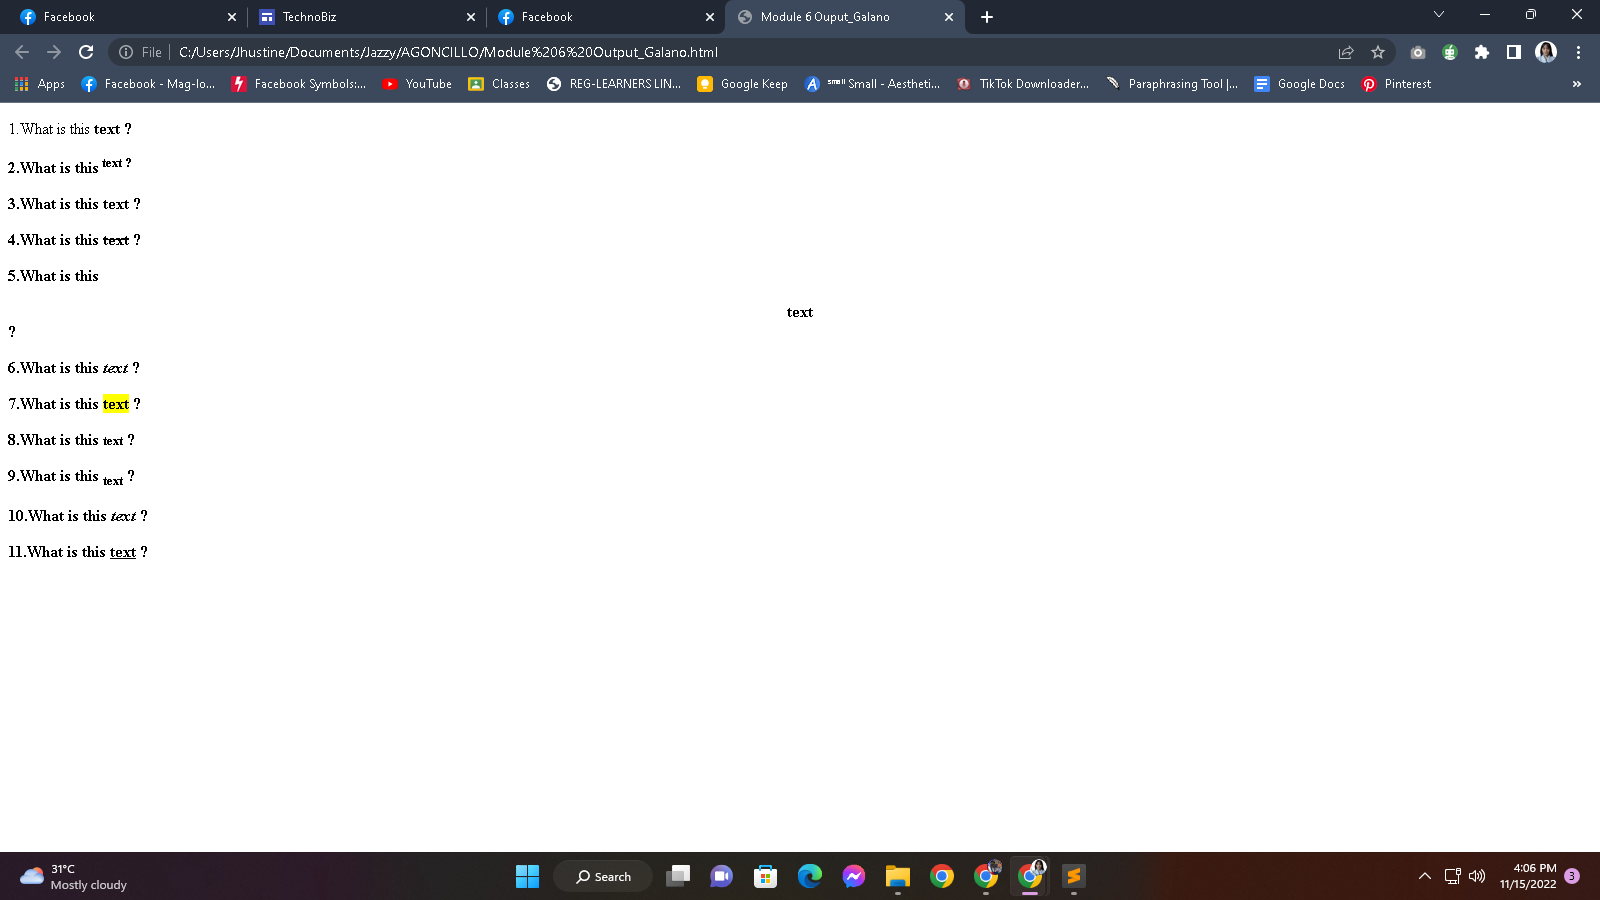 Facebook
TechnoBiz
Facebook
Module 6 Ouput_Galano
File
C:/Users/Jhustine/Documents/Jazzy/AGONCILLO/Module%206%20Output_Galano.html
Apps
Facebook - Mag-lo...
Facebook Symbols:...
YouTube
Classes
REG-LEARNERS LIN...
Google Keep
ˢᵐᵃˡˡ Small - Aestheti...
TikTok Downloader...
Paraphrasing Tool |...
Google Docs
Pinterest
»
1.What is this text ?
2.What is this text ?
3.What is this text ?
4.What is this text ?
5.What is this
text
?
6.What is this text ?
7.What is this text ?
8.What is this text ?
9.What is this text ?
10.What is this text ?
11.What is this text ?
31°C
Mostly cloudy
Search
4:06 PM
11/15/2022
3